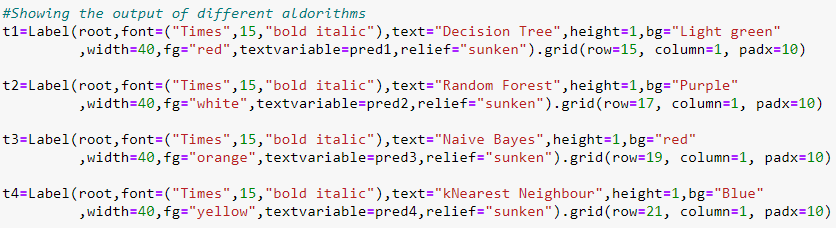 #Showing the output of different aldorithms
t1=Label(root,font=("Times",15,"bold italic"),text="Decision Tree",height=1,bg="Light green"
,width=40,fg="red",textvariable=pred1,relief="sunken").grid(row=15, column=1, padx=10)
t2=Label(root,font=("Times",15,"bold italic"),text="Random Forest",height=1,bg="Purple"
,width=40,fg="white",textvariable=pred2,relief="sunken").grid(row=17, column=1, padx=10)
t3=Label(root,font=("Times",15,"bold italic"),text="Naive Bayes",height=1,bg="red"
,width=40,fg="orange",textvariable=pred3,relief="sunken").grid(row=19, column=1, padx=10)
t4=Label(root,font=("Times",15,"bold italic"),text="kNearest Neighbour",height=1,bg="Blue"
,width=40,fg="yellow",textvariable=pred4,relief="sunken").grid(row=21, column=1, padx=10)